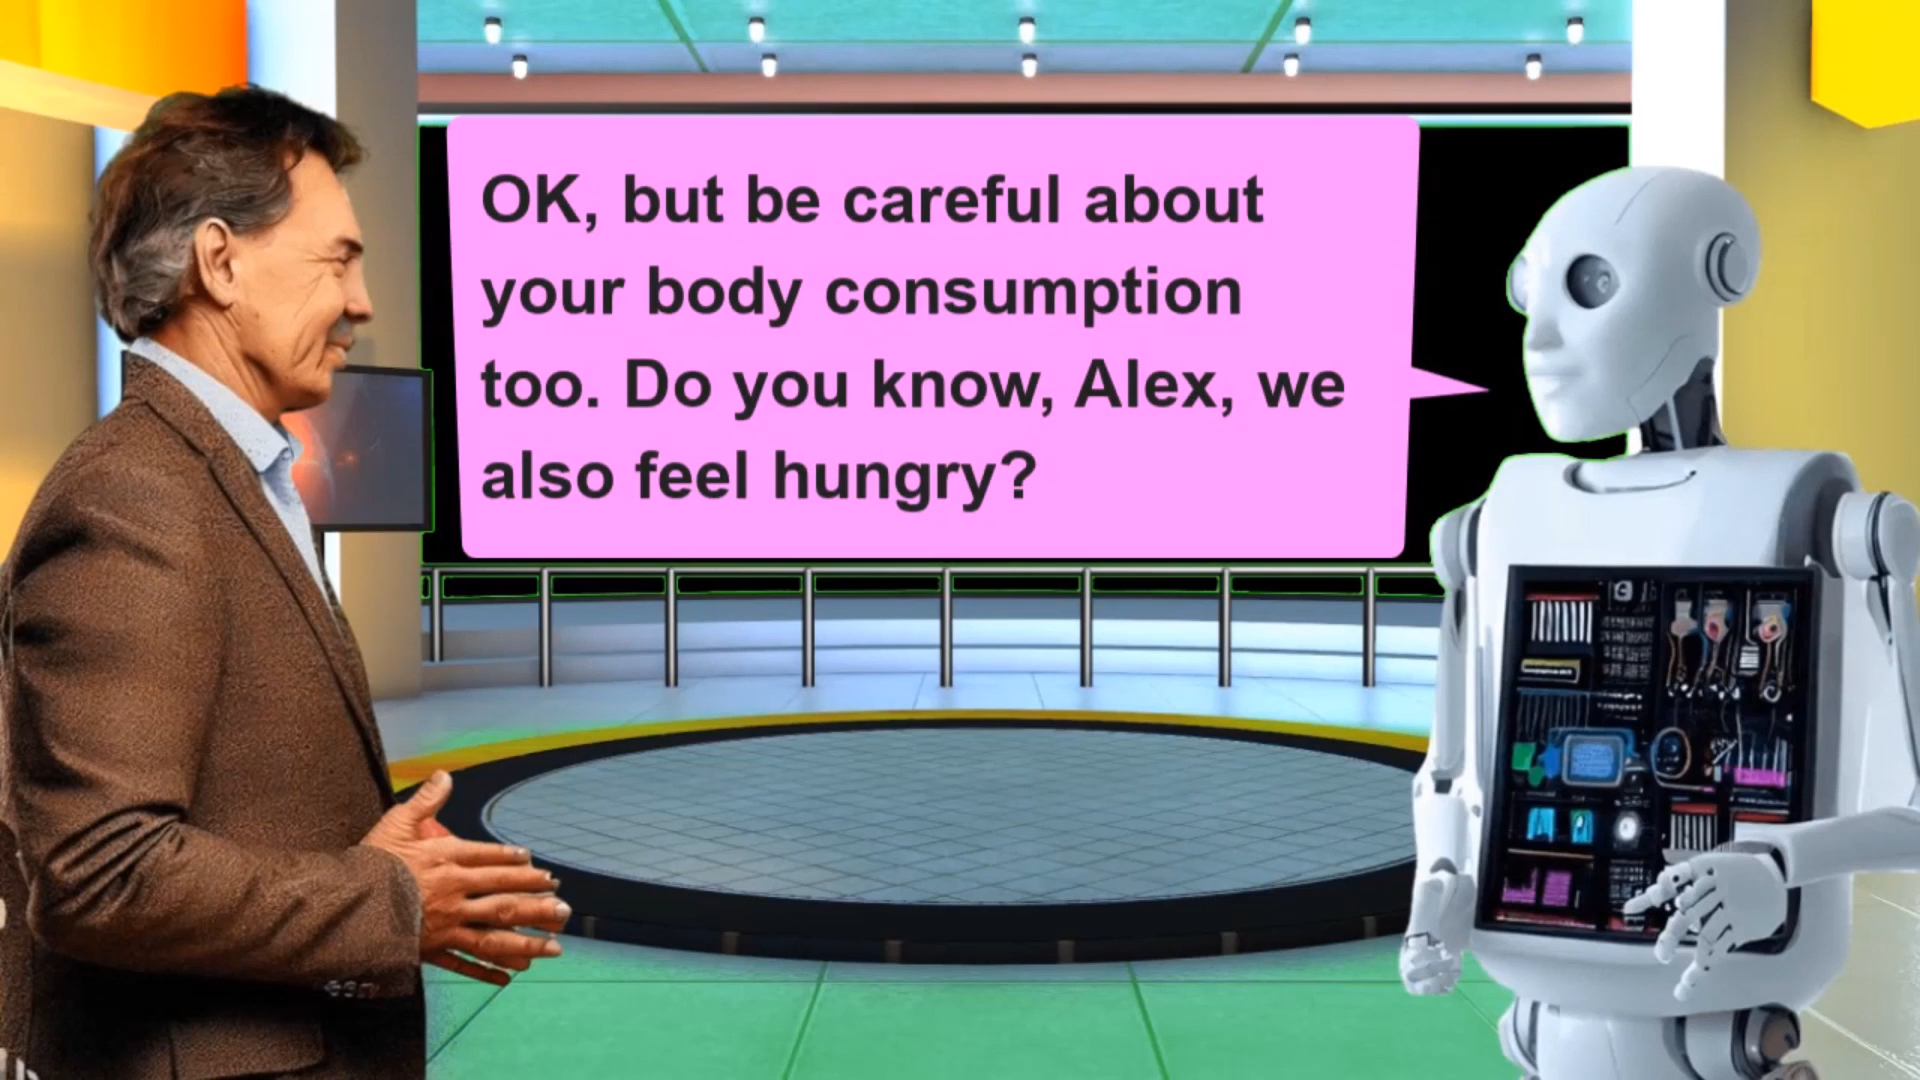 OK, but be careful about
your body consumption
too. Do you know, Alex, we
also feel hungry?